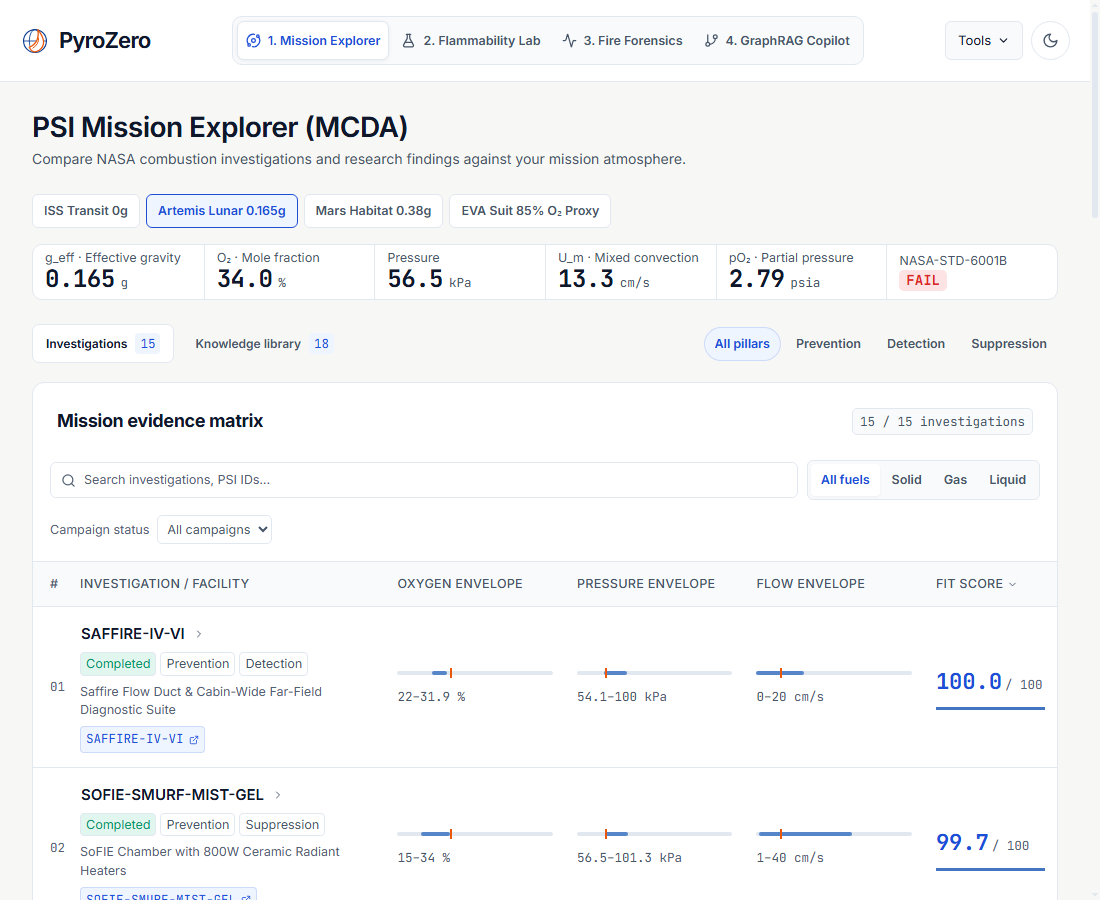 PyroZero
1. Mission Explorer
2. Flammability Lab
3. Fire Forensics
4. GraphRAG Copilot
Tools
PSI Mission Explorer (MCDA)
Compare NASA combustion investigations and research findings against your mission atmosphere.
ISS Transit 0g
Artemis Lunar 0.165g
Mars Habitat 0.38g
EVA Suit 85% O₂ Proxy
g_eff · Effective gravity
0.165 g
O₂ · Mole fraction
34.0 %
Pressure
56.5 kPa
U_m · Mixed convection
13.3 cm/s
pO₂ · Partial pressure
2.79 psia
NASA-STD-6001B
FAIL
Investigations 15
Knowledge library 18
All pillars
Prevention
Detection
Suppression
Mission evidence matrix
15 / 15 investigations
Search investigations, PSI IDs...
All fuels
Solid
Gas
Liquid
Campaign status
All campaigns
# INVESTIGATION / FACILITY OXYGEN ENVELOPE PRESSURE ENVELOPE FLOW ENVELOPE FIT SCORE
01
SAFFIRE-IV-VI
Completed Prevention Detection
Saffire Flow Duct & Cabin-Wide Far-Field
Diagnostic Suite
SAFFIRE-IV-VI
22–31.9 %
54.1–100 kPa
0–20 cm/s
100.0 / 100
02
SOFIE-SMURF-MIST-GEL
Completed Prevention Suppression
SoFIE Chamber with 800W Ceramic Radiant
Heaters
SOFIE-SMURF-MIST-GEL
15–34 %
56.5–101.3 kPa
1–40 cm/s
99.7 / 100